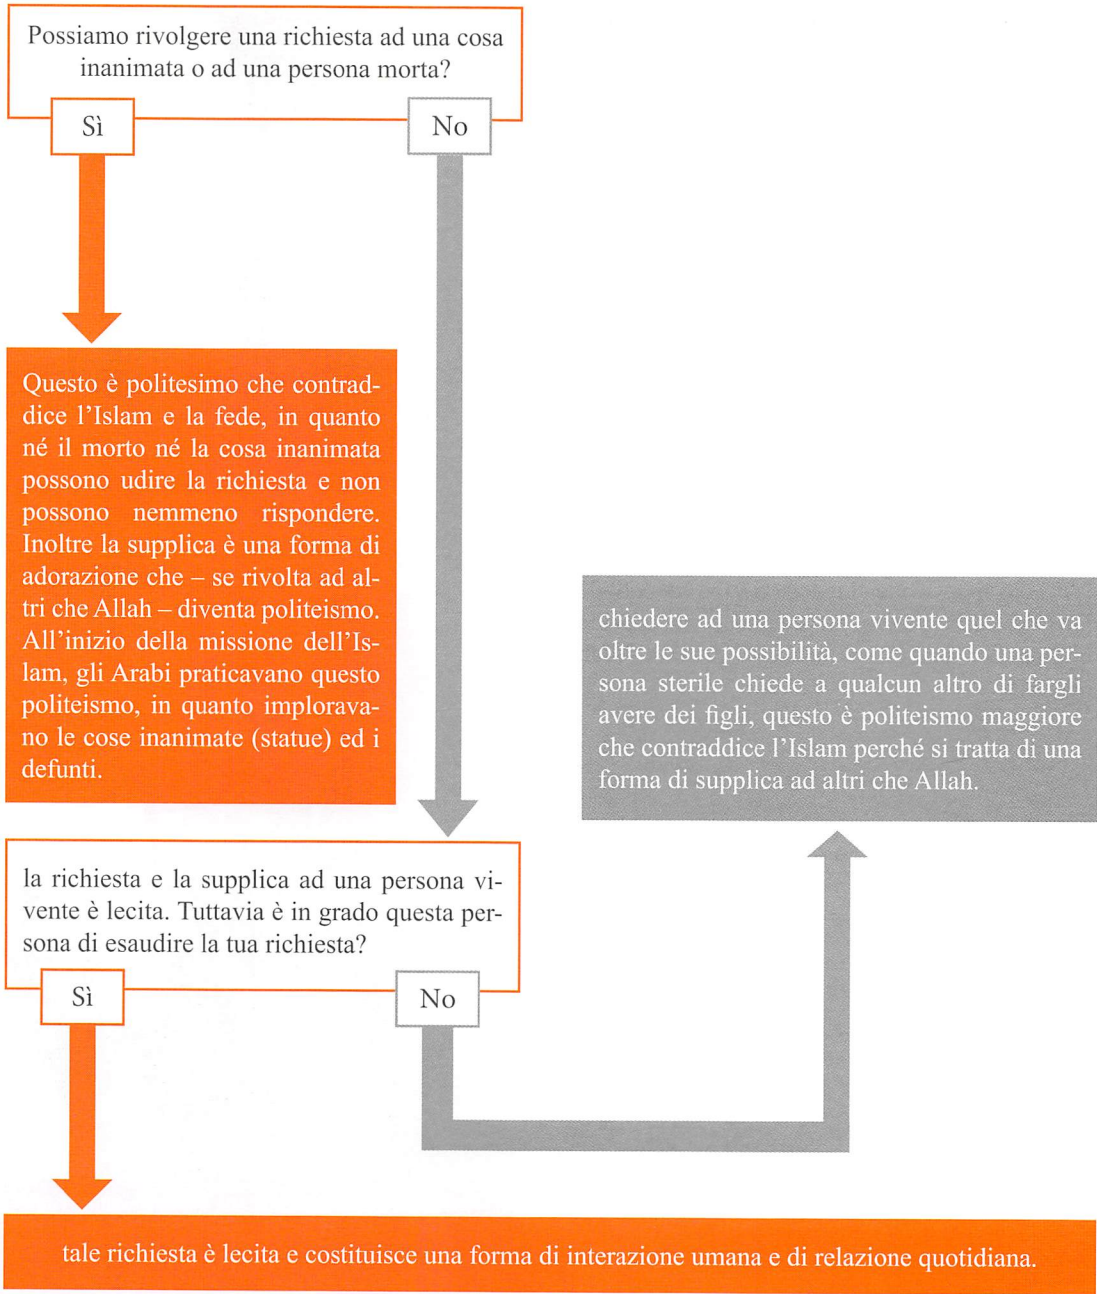 Possiamo rivolgere una richiesta ad una cosa
inanimata o ad una persona morta?
Sì
No
Questo è politesimo che contrad-
dice l'Islam e la fede, in quanto
né il morto né la cosa inanimata
possono udire la richiesta e non
possono nemmeno rispondere.
Inoltre la supplica è una forma di
adorazione che – se rivolta ad al-
tri che Allah – diventa politeismo.
All'inizio della missione dell'Is-
lam, gli Arabi praticavano questo
politeismo, in quanto implorava-
no le cose inanimate (statue) ed i
defunti.
chiedere ad una persona vivente quel che va
oltre le sue possibilità, come quando una per-
sona sterile chiede a qualcun altro di fargli
avere dei figli, questo è politeismo maggiore
che contraddice l'Islam perché si tratta di una
forma di supplica ad altri che Allah.
la richiesta e la supplica ad una persona vi-
vente è lecita. Tuttavia è in grado questa per-
sona di esaudire la tua richiesta?
Sì
No
tale richiesta è lecita e costituisce una forma di interazione umana e di relazione quotidiana.